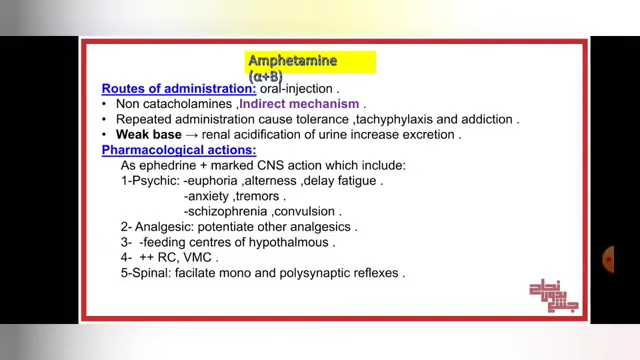 Amphetamine
(α+B)
Routes of administration: oral-injection .
• Non catacholamines ,Indirect mechanism .
• Repeated administration cause tolerance ,tachyphylaxis and addiction .
• Weak base → renal acidification of urine increase excretion .
Pharmacological actions:
As ephedrine + marked CNS action which include:
1-Psychic: -euphoria ,alterness ,delay fatigue .
-anxiety ,tremors .
-schizophrenia ,convulsion .
2- Analgesic: potentiate other analgesics .
3- -feeding centres of hypothalmous .
4- ++ RC, VMC .
5-Spinal: facilate mono and polysynaptic reflexes .